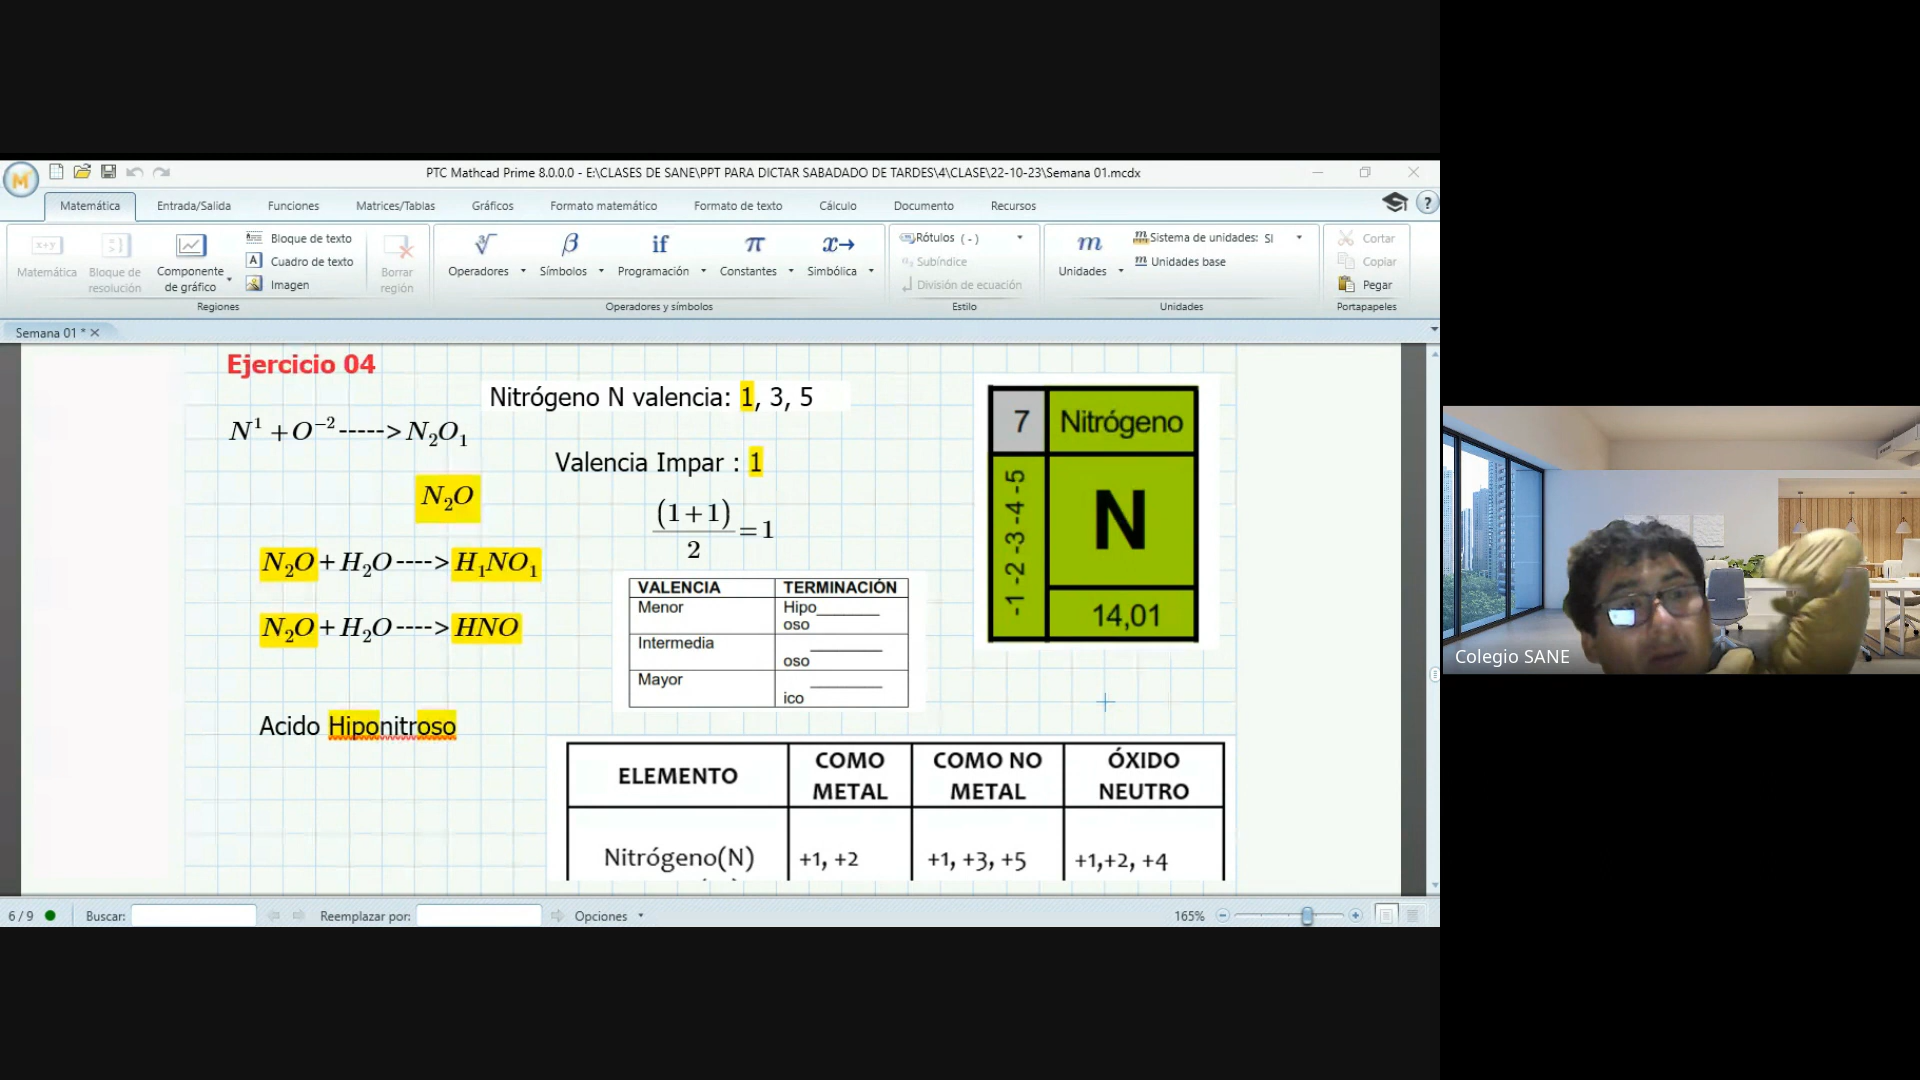 PTC Mathcad Prime 8.0.0.0 - E:\CLASES DE SANE\PPT PARA DICTAR SABADADO DE TARDES\4\CLASE\22-10-23\Semana 01.mcdx
Matemática Entrada/Salida Funciones Matrices/Tablas Gráficos Formato matemático Formato de texto Cálculo Documento Recursos
Matemática
Bloque de resolución
Componente de gráfico
Bloque de texto
Cuadro de texto
Imagen
Borrar región
Regiones
Operadores
Símbolos
if Programación
π Constantes
Simbólica
Operadores y símbolos
Rótulos ( - )
Subíndice
División de ecuación
Estilo
m Unidades
Sistema de unidades: SI
Unidades base
Unidades
Cortar
Copiar
Pegar
Portapapeles
Semana 01 *
Ejercicio 04
N¹ + O⁻² -----> N₂O₁
N₂O
N₂O + H₂O ----> H₁NO₁
N₂O + H₂O ----> HNO
Acido Hiponitroso
Nitrógeno N valencia: 1, 3, 5
Valencia Impar : 1
(1+1)
2
=1
VALENCIA TERMINACIÓN
Menor Hipo_______
oso
Intermedia ________
oso
Mayor ________
ico
7 Nitrógeno
-1 -2 -3 -4 -5
N
14,01
ELEMENTO COMO METAL COMO NO METAL ÓXIDO NEUTRO
Nitrógeno(N) +1, +2 +1, +3, +5 +1,+2, +4
6 / 9 Buscar: Reemplazar por: Opciones 165%
Colegio SANE